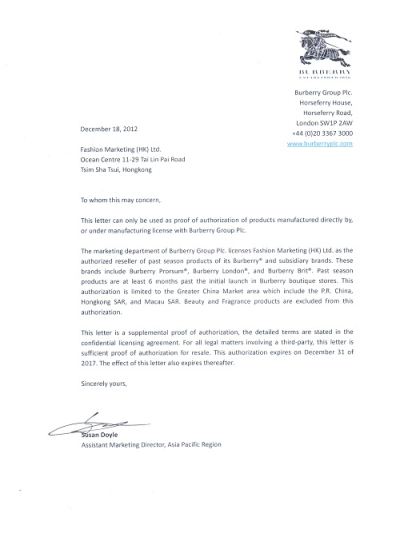 BURBERRY
Burberry Group Plc.
Horseferry House,
Horseferry Road,
London SW1P 2AW
+44 (0)20 3367 3000
www.burberryplc.com
December 18, 2012
Fashion Marketing (HK) Ltd.
Ocean Centre 11-29 Tai Lin Pai Road
Tsim Sha Tsui, Hongkong
To whom this may concern,
This letter can only be used as proof of authorization of products manufactured directly by,
or under manufacturing license with Burberry Group Plc.
The marketing department of Burberry Group Plc. licenses Fashion Marketing (HK) Ltd. as the
authorized reseller of past season products of its Burberry® and subsidiary brands. These
brands include Burberry Prorsum®, Burberry London®, and Burberry Brit®. Past season
products are at least 6 months past the initial launch in Burberry boutique stores. This
authorization is limited to the Greater China Market area which include the P.R. China,
Hongkong SAR, and Macau SAR. Beauty and Fragrance products are excluded from this
authorization.
This letter is a supplemental proof of authorization, the detailed terms are stated in the
confidential licensing agreement. For all legal matters involving a third-party, this letter is
sufficient proof of authorization for resale. This authorization expires on December 31 of
2017. The effect of this letter also expires thereafter.
Sincerely yours,
Susan Doyle
Assistant Marketing Director, Asia Pacific Region